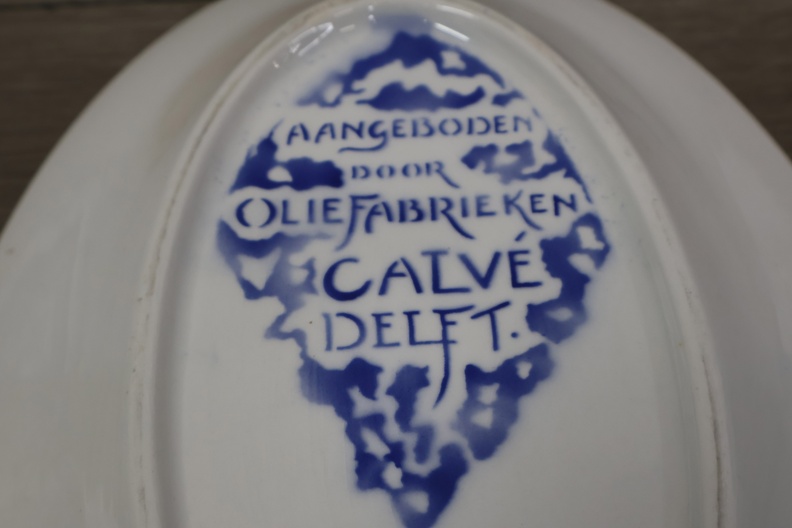 AANGEBODEN
DOOR
OLIEFABRIEKEN
CALVÉ
DELFT.